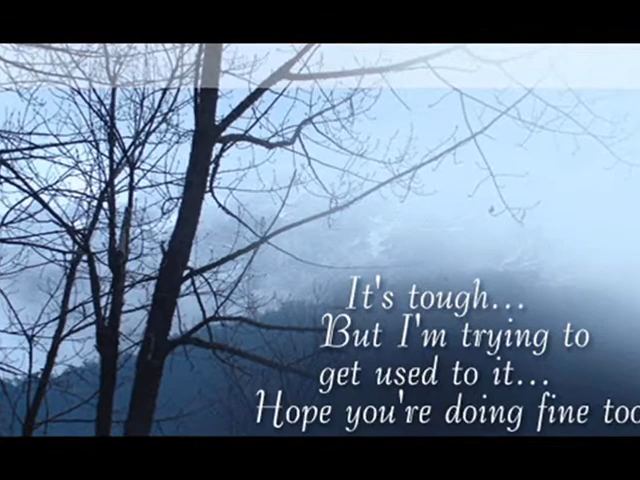 It's tough...
But I'm trying to
get used to it...
Hope you're doing fine too